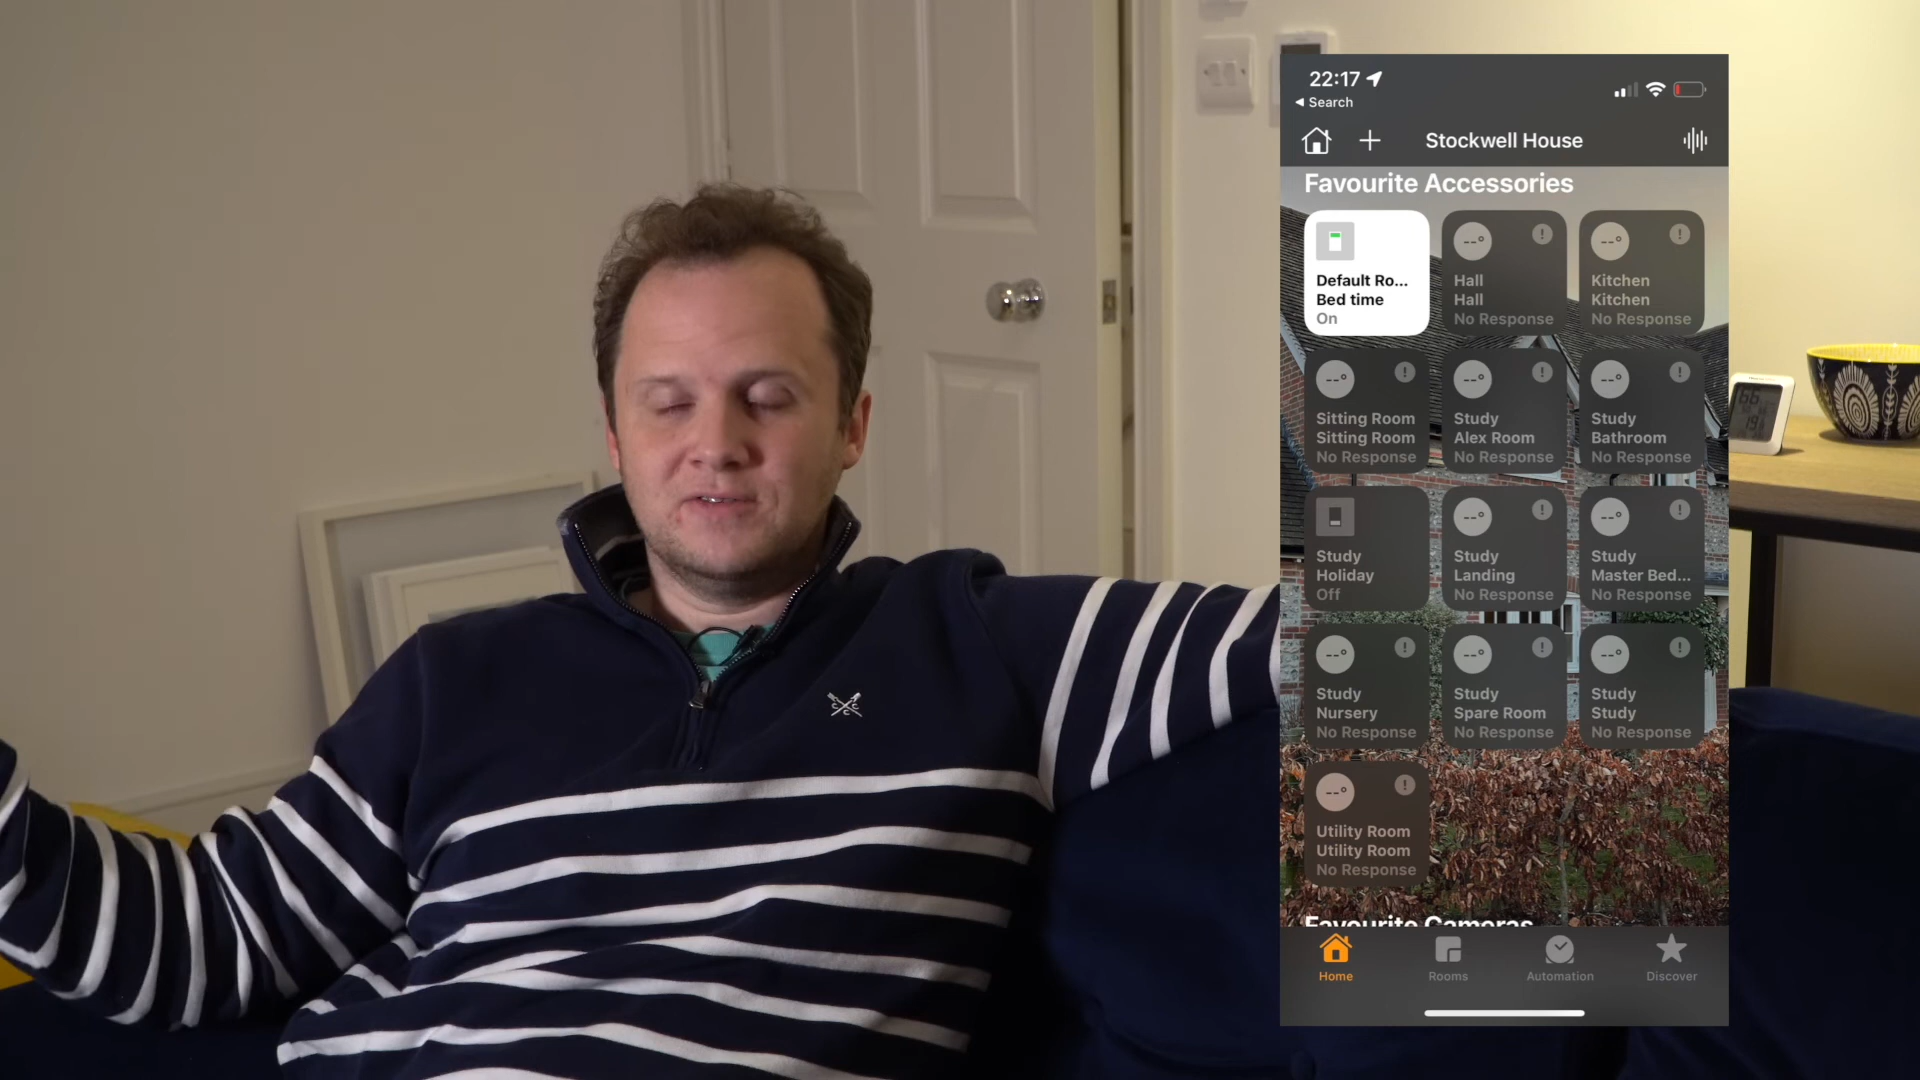 22:17
Search
Stockwell House
Favourite Accessories
Default Ro...
Bed time
On
Hall
Hall
No Response
Kitchen
Kitchen
No Response
Sitting Room
Sitting Room
No Response
Study
Alex Room
No Response
Study
Bathroom
No Response
Study
Holiday
Off
Study
Landing
No Response
Study
Master Bed...
No Response
Study
Nursery
No Response
Study
Spare Room
No Response
Study
Study
No Response
Utility Room
Utility Room
No Response
Favourite Cameras
Home
Rooms
Automation
Discover